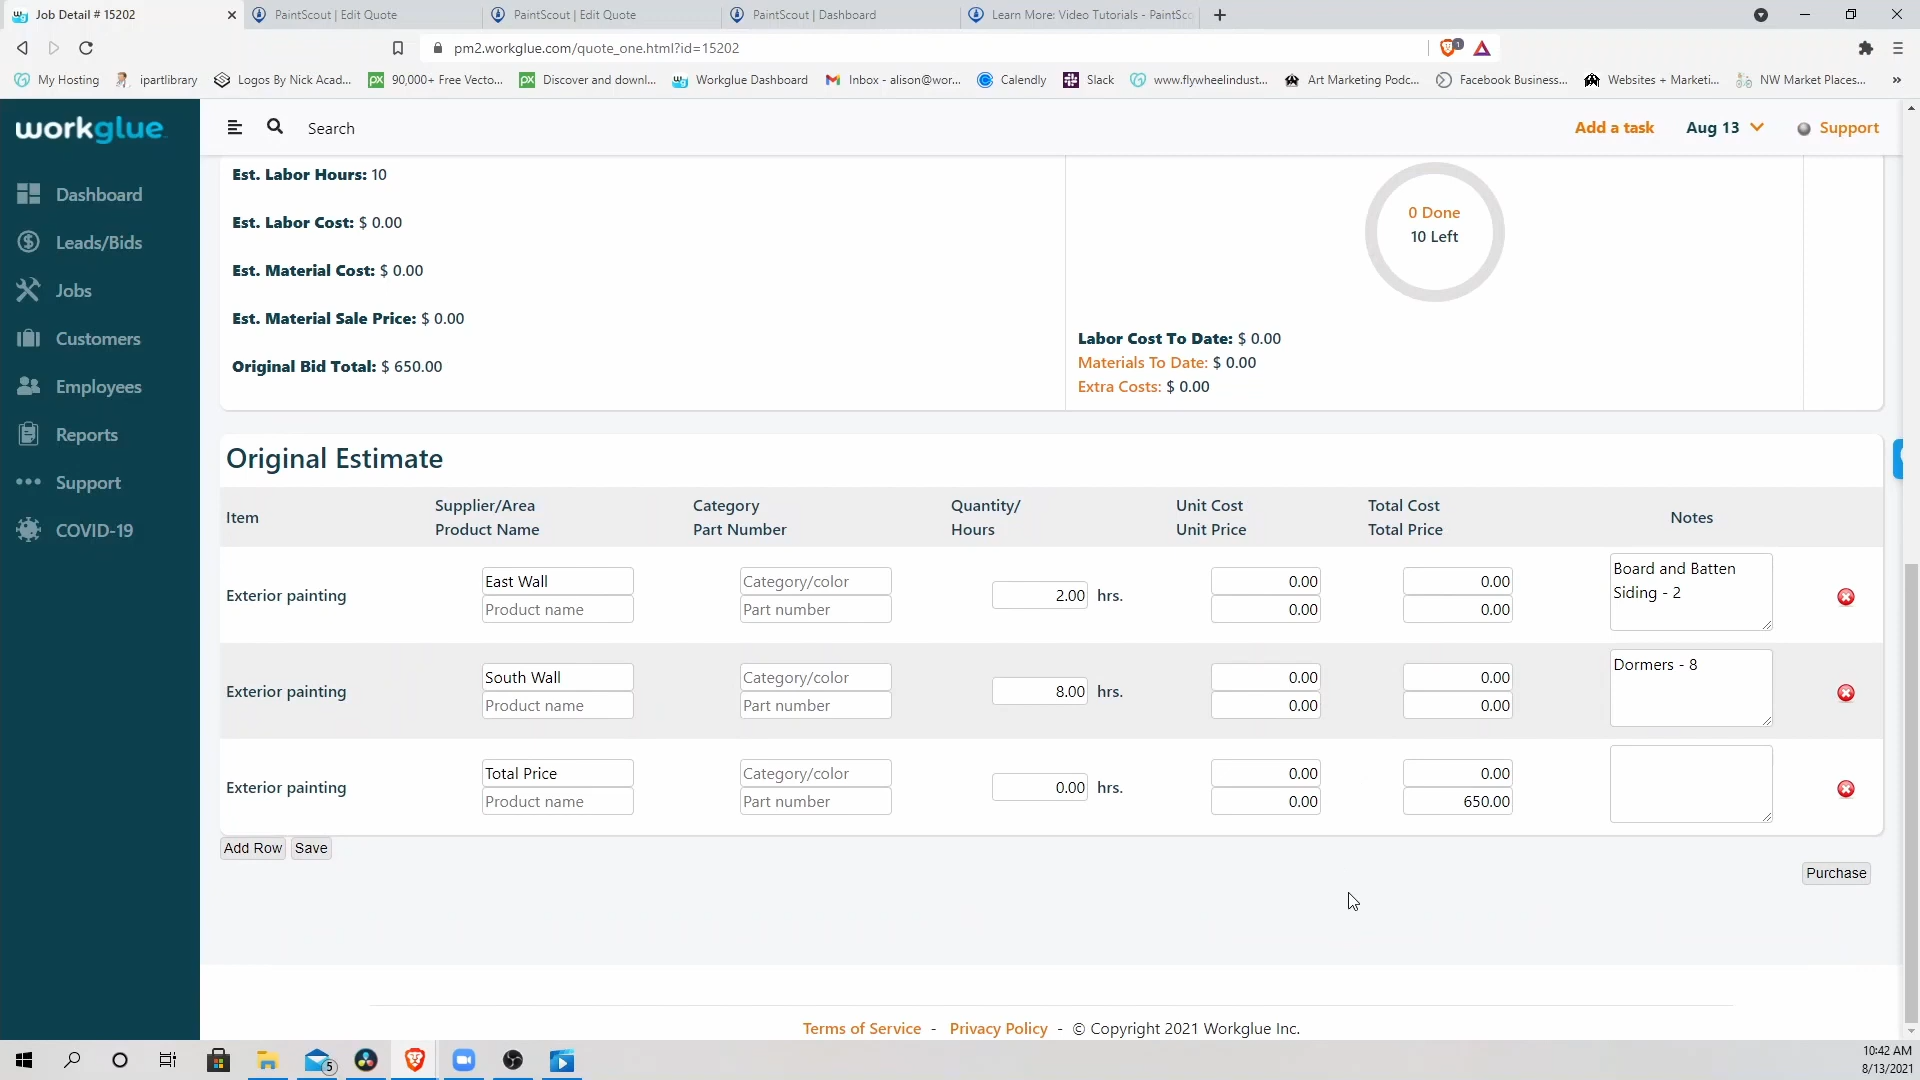 Job Detail # 15202
PaintScout | Edit Quote
PaintScout | Edit Quote
PaintScout | Dashboard
Learn More: Video Tutorials - PaintSc
pm2.workglue.com/quote_one.html?id=15202
1
My Hosting
ipartlibrary
Logos By Nick Acad...
90,000+ Free Vecto...
Discover and downl...
Workglue Dashboard
Inbox - alison@wor...
Calendly
Slack
www.flywheelindust...
Art Marketing Podc...
Facebook Business...
Websites + Marketi...
NW Market Places...
»
workglue
Search
Add a task
Aug 13
Support
Dashboard
Leads/Bids
Jobs
Customers
Employees
Reports
Support
COVID-19
Est. Labor Hours: 10
Est. Labor Cost: $ 0.00
Est. Material Cost: $ 0.00
Est. Material Sale Price: $ 0.00
Original Bid Total: $ 650.00
0 Done
10 Left
Labor Cost To Date: $ 0.00
Materials To Date: $ 0.00
Extra Costs: $ 0.00
Original Estimate
Item
Supplier/Area
Product Name
Category
Part Number
Quantity/
Hours
Unit Cost
Unit Price
Total Cost
Total Price
Notes
Exterior painting
East Wall
Product name
Category/color
Part number
2.00 hrs.
0.00
0.00
0.00
0.00
Board and Batten
Siding - 2
Exterior painting
South Wall
Product name
Category/color
Part number
8.00 hrs.
0.00
0.00
0.00
0.00
Dormers - 8
Exterior painting
Total Price
Product name
Category/color
Part number
0.00 hrs.
0.00
0.00
0.00
650.00
Add Row
Save
Purchase
Terms of Service - Privacy Policy - © Copyright 2021 Workglue Inc.
5
10:42 AM
8/13/2021